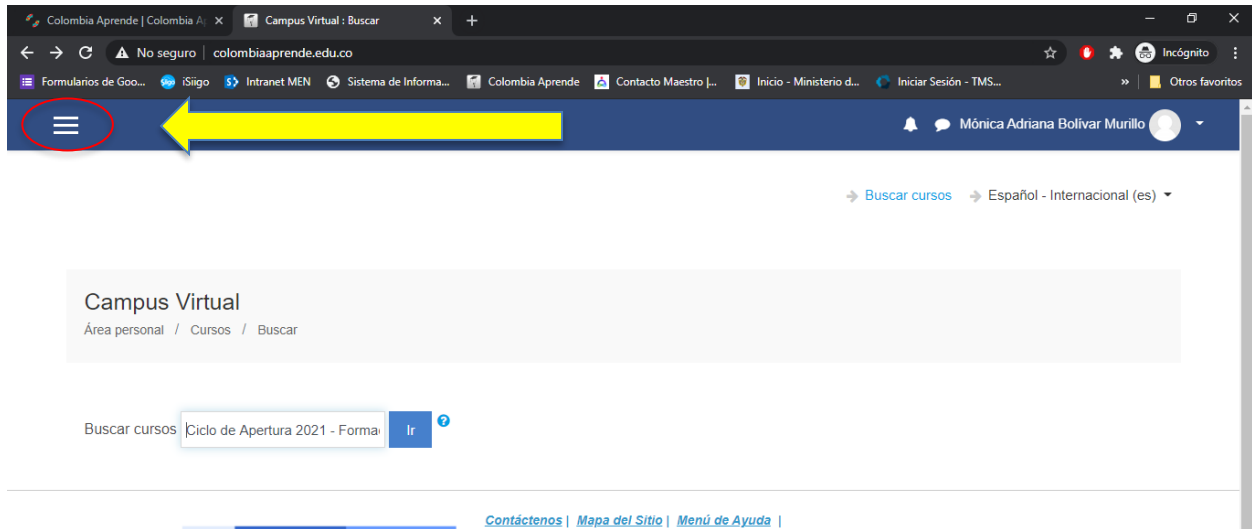 Colombia Aprende | Colombia Ap
Campus Virtual : Buscar
No seguro | colombiaaprende.edu.co
Incógnito
Formularios de Goo...
iSiigo
Intranet MEN
Sistema de Informa...
Colombia Aprende
Contacto Maestro |...
Inicio - Ministerio d...
Iniciar Sesión - TMS...
»
Otros favoritos
Mónica Adriana Bolívar Murillo
Buscar cursos
Español - Internacional (es)
Campus Virtual
Área personal / Cursos / Buscar
Buscar cursos
Ciclo de Apertura 2021 - Forma
Ir
Contáctenos | Mapa del Sitio | Menú de Ayuda |